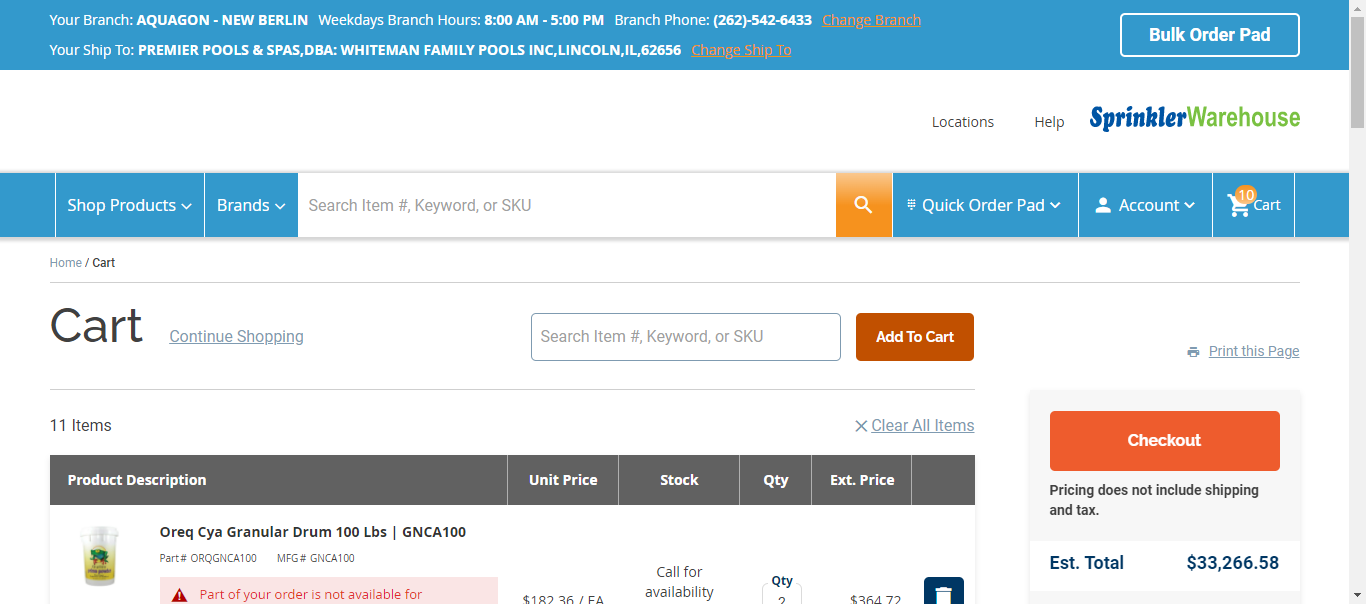 Your Branch: AQUAGON - NEW BERLIN Weekdays Branch Hours: 8:00 AM - 5:00 PM Branch Phone: (262)-542-6433 Change Branch
Your Ship To: PREMIER POOLS & SPAS,DBA: WHITEMAN FAMILY POOLS INC,LINCOLN,IL,62656 Change Ship To
Bulk Order Pad
Locations Help SprinklerWarehouse
Shop Products Brands Search Item #, Keyword, or SKU Quick Order Pad Account 10 Cart
Home / Cart
Cart Continue Shopping Search Item #, Keyword, or SKU Add To Cart
Print this Page
11 Items Clear All Items
Checkout
Pricing does not include shipping
and tax.
Est. Total $33,266.58
Product Description Unit Price Stock Qty Ext. Price
Oreq Cya Granular Drum 100 Lbs | GNCA100
Part# ORQGNCA100 MFG# GNCA100
Part of your order is not available for
Call for
availability
Qty
$182.36 / EA 2 $364.72